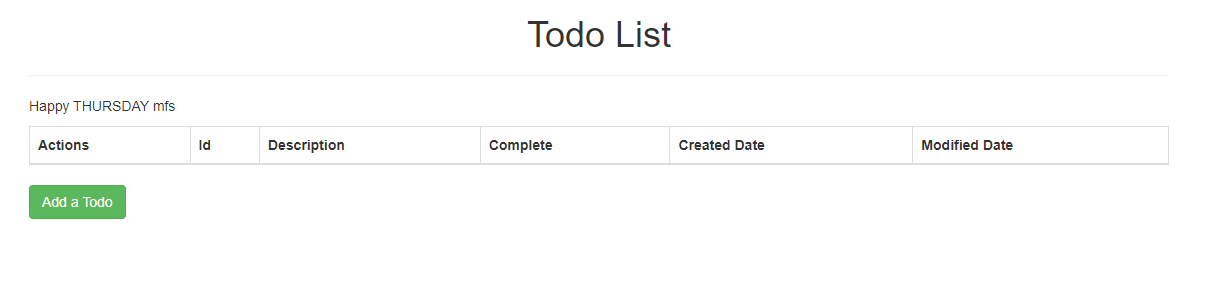 Todo List
Happy THURSDAY mfs
Actions Id Description Complete Created Date Modified Date
Add a Todo